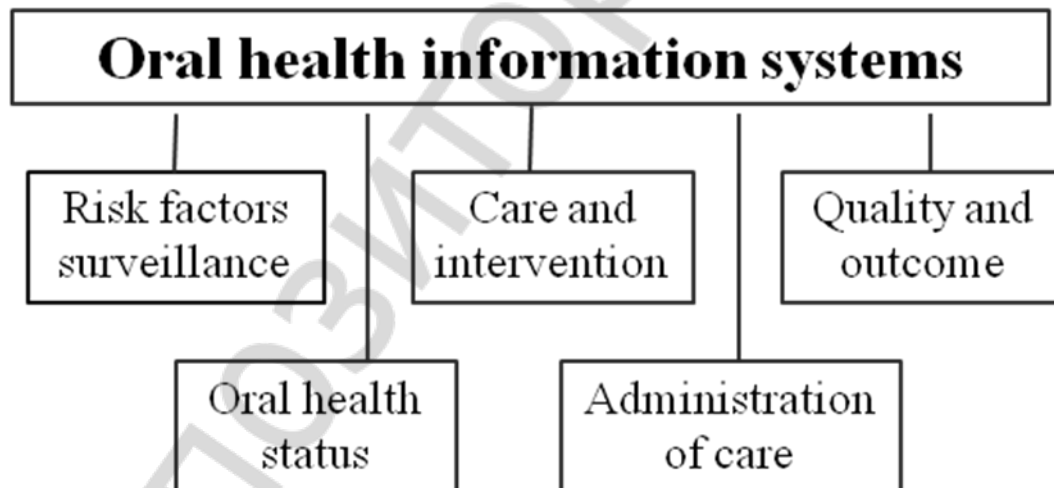 Oral health information systems
Risk factors
surveillance
Care and
intervention
Quality and
outcome
Oral health
status
Administration
of care